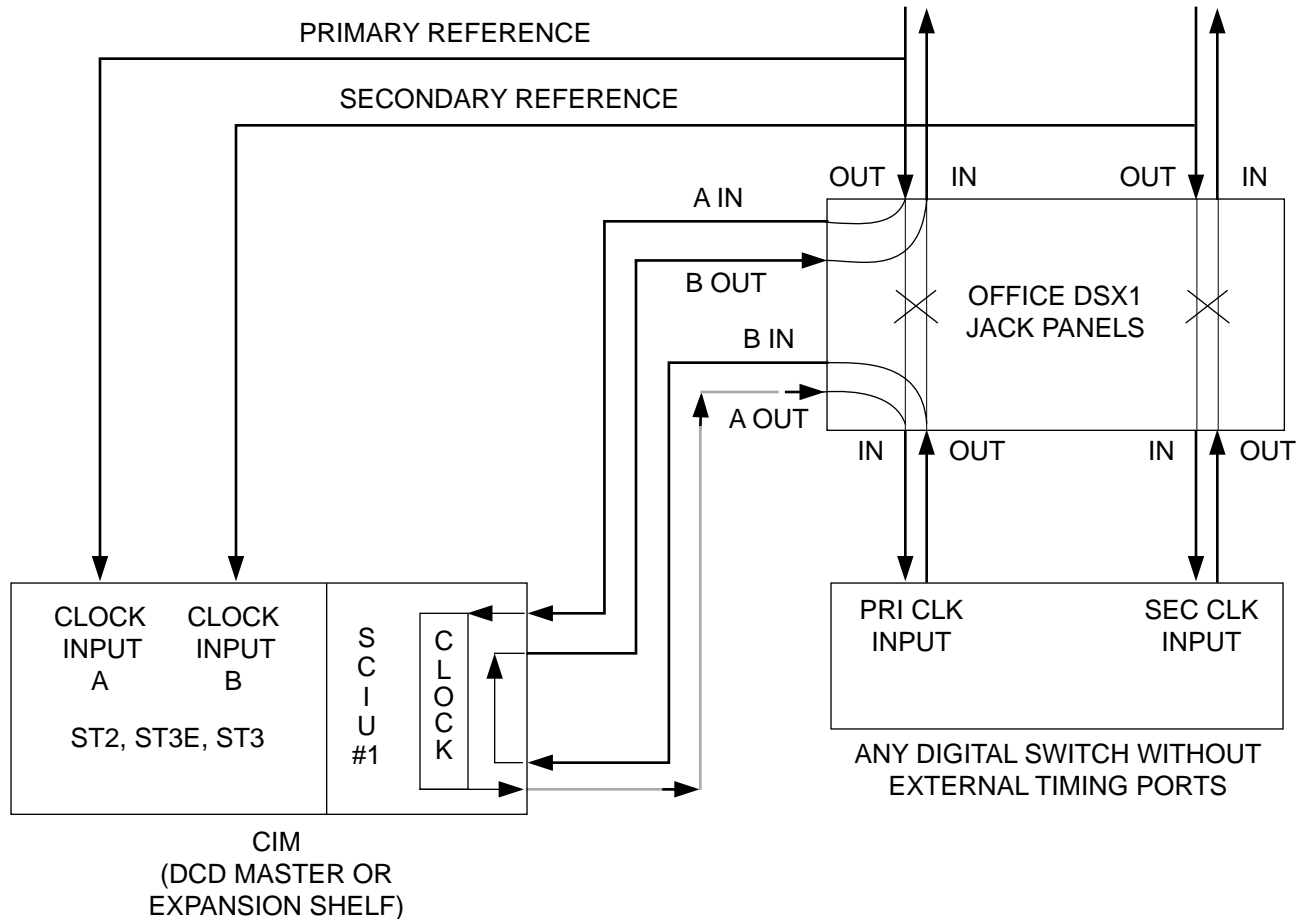 PRIMARY REFERENCE
SECONDARY REFERENCE
OUT
IN
OUT
IN
A IN
B OUT
OFFICE DSX1
JACK PANELS
B IN
A OUT
IN
OUT
IN
OUT
CLOCK
INPUT
A
CLOCK
INPUT
B
ST2, ST3E, ST3
S
C
I
U
#1
C
L
O
C
K
PRI CLK
INPUT
SEC CLK
INPUT
ANY DIGITAL SWITCH WITHOUT
EXTERNAL TIMING PORTS
CIM
(DCD MASTER OR
EXPANSION SHELF)